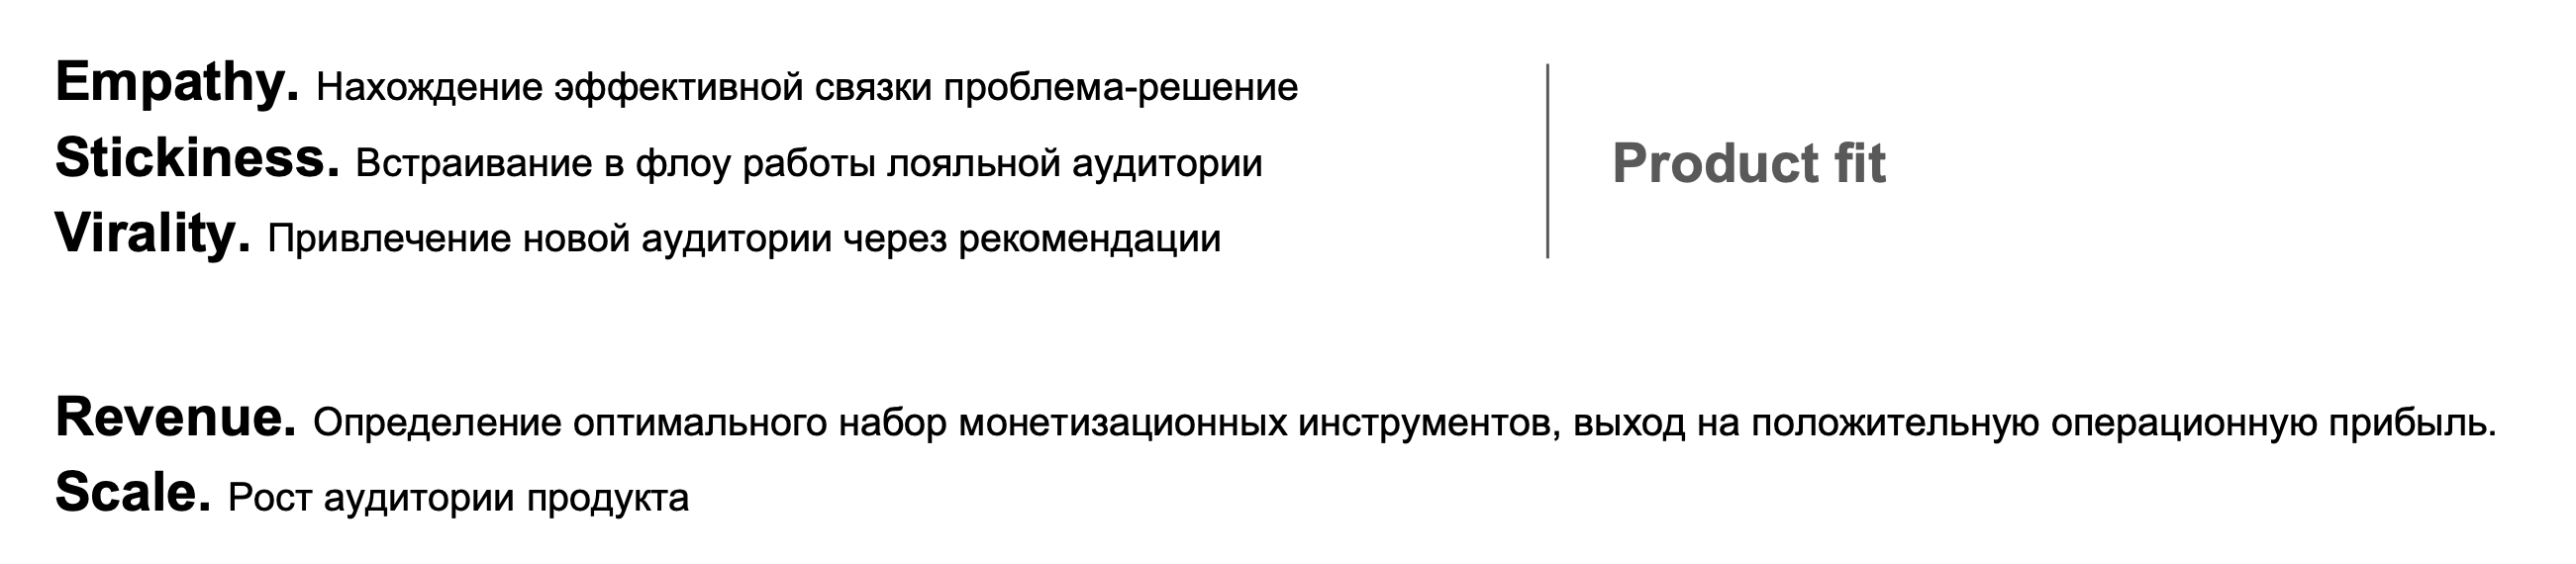 Empathy. Нахождение эффективной связки проблема-решение
Stickiness. Встраивание в флоу работы лояльной аудитории
Virality. Привлечение новой аудитории через рекомендации
Product fit
Revenue. Определение оптимального набор монетизационных инструментов, выход на положительную операционную прибыль.
Scale. Рост аудитории продукта